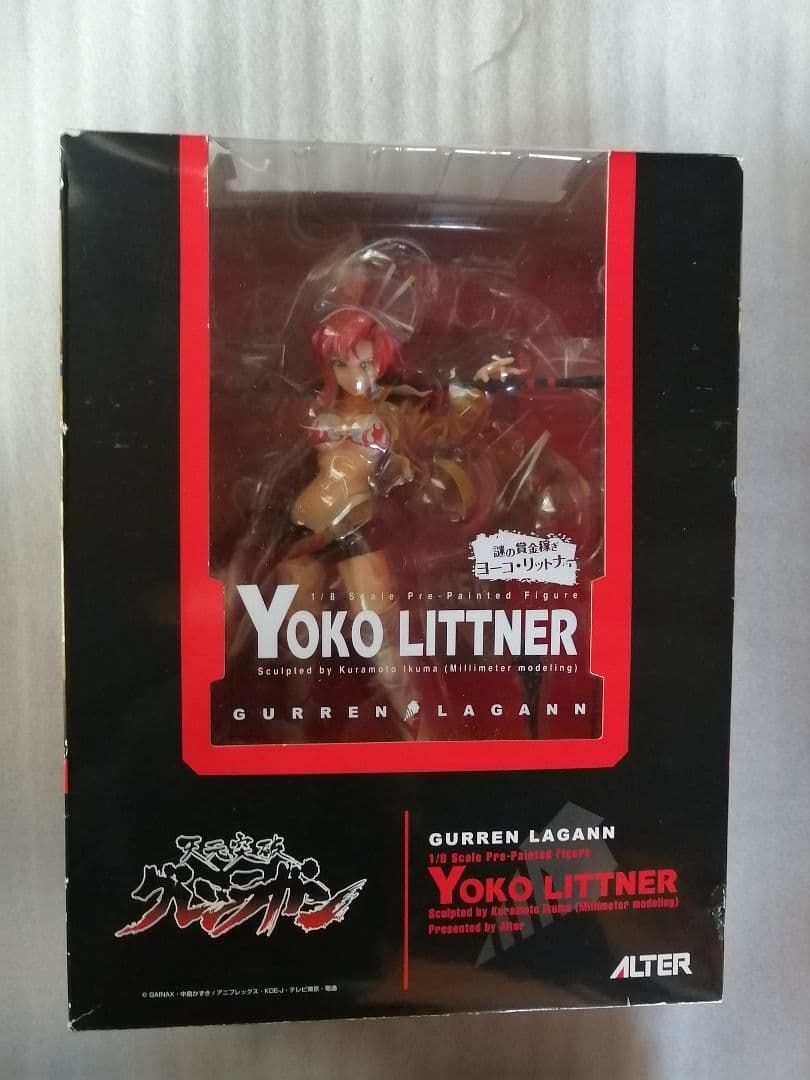 謎の賞金稼ぎ
ヨーコ・リットナー
1/8 Scale Pre-Painted Figure
YOKO LITTNER
Sculpted by Kuramoto Ikuma (Millimeter modeling)
GURREN LAGANN
天元突破
グレンラガン
GURREN LAGANN
1/8 Scale Pre-Painted Figure
YOKO LITTNER
Sculpted by Kuramoto Ikuma (Millimeter modeling)
Presented by Alter
ALTER
© GAINAX・中島かずき/アニプレックス・KDE-J・テレビ東京・電通